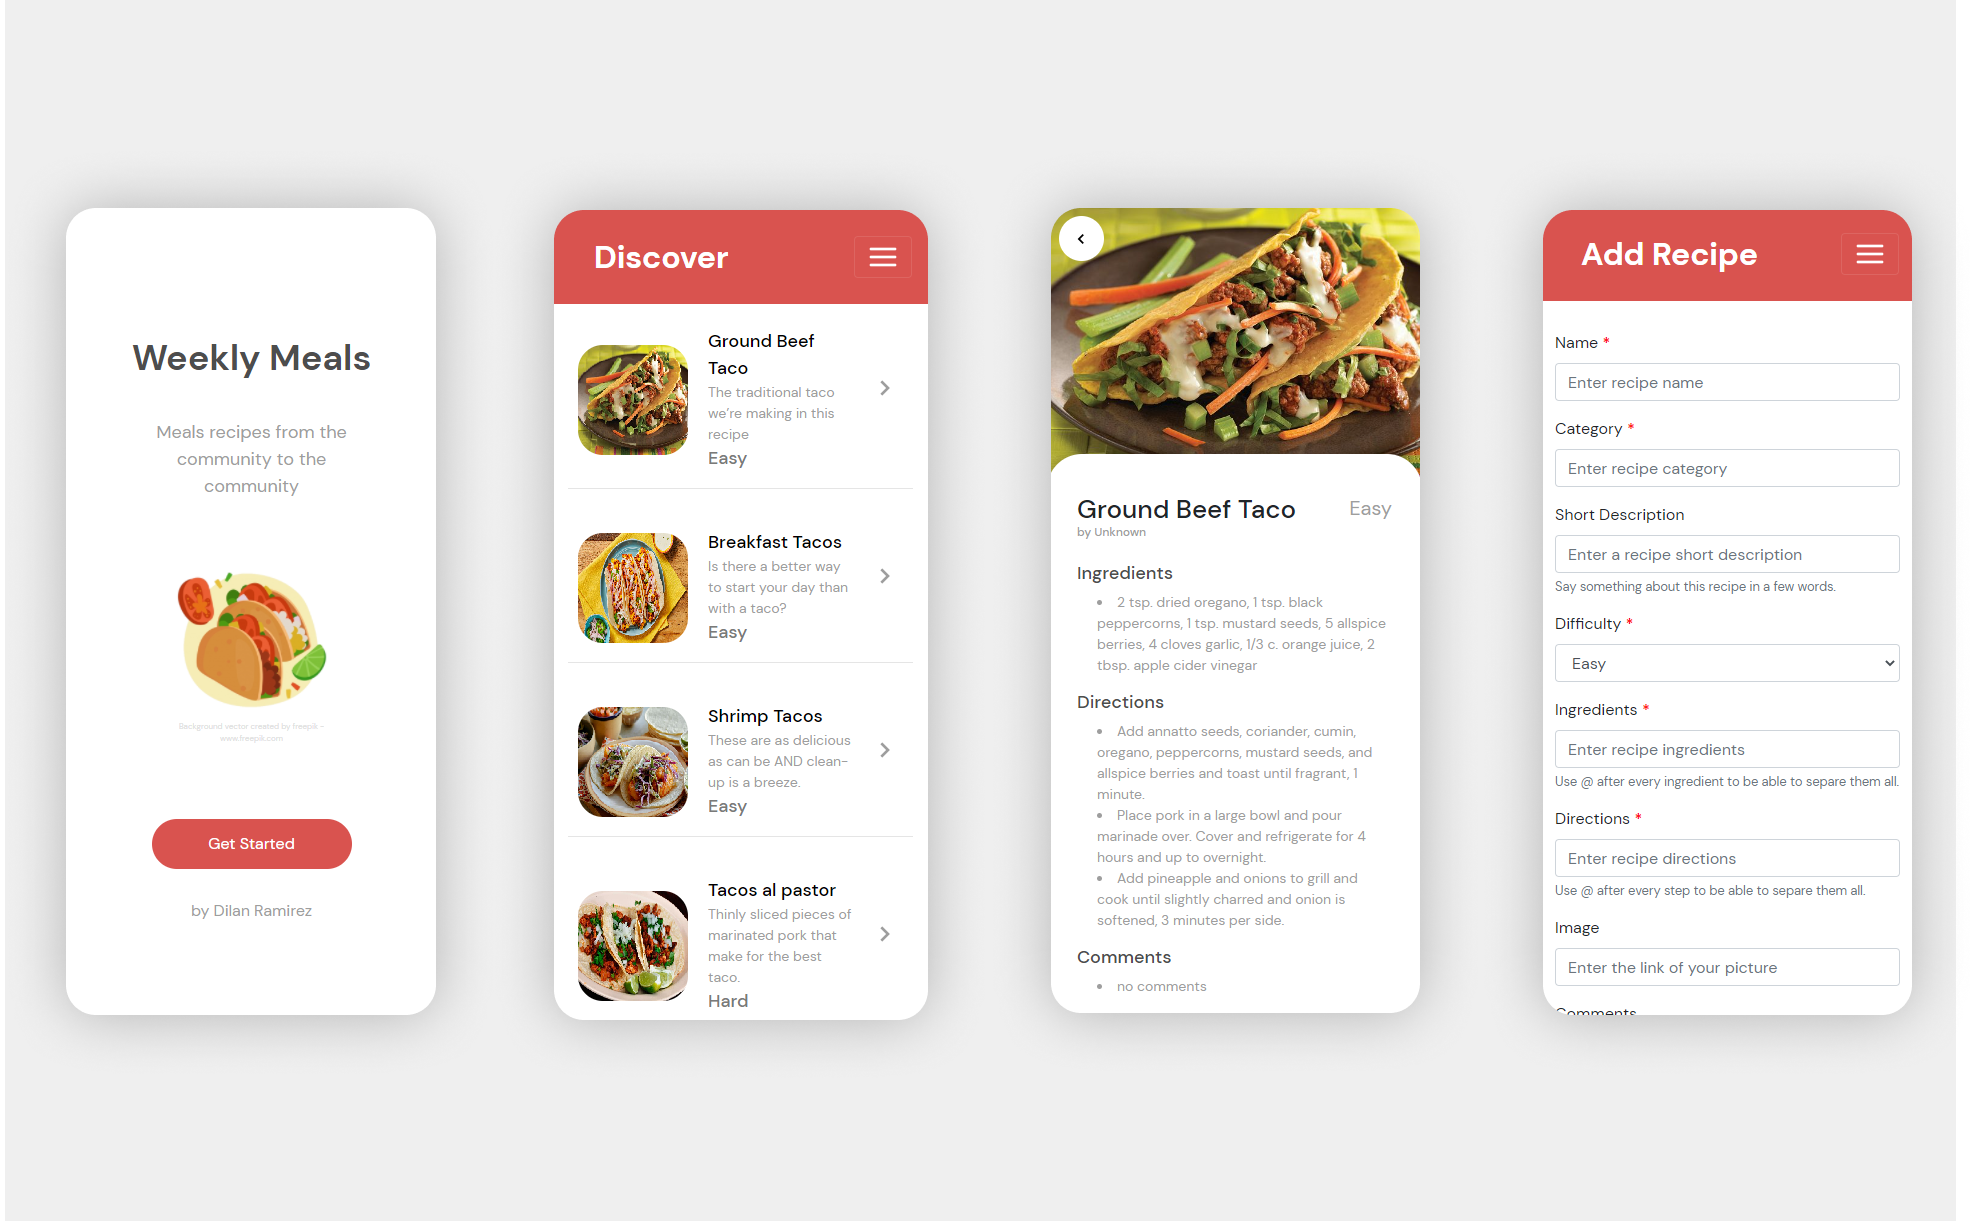 Weekly Meals
Meals recipes from the
community to the
community
Background vector created by freepik -
www.freepik.com
Get Started
by Dilan Ramirez
Discover
Ground Beef
Taco
The traditional taco
we're making in this
recipe
Easy
Breakfast Tacos
Is there a better way
to start your day than
with a taco?
Easy
Shrimp Tacos
These are as delicious
as can be AND clean-
up is a breeze.
Easy
Tacos al pastor
Thinly sliced pieces of
marinated pork that
make for the best
taco.
Hard
Ground Beef Taco
Easy
by Unknown
Ingredients
• 2 tsp. dried oregano, 1 tsp. black
peppercorns, 1 tsp. mustard seeds, 5 allspice
berries, 4 cloves garlic, 1/3 c. orange juice, 2
tbsp. apple cider vinegar
Directions
• Add annatto seeds, coriander, cumin,
oregano, peppercorns, mustard seeds, and
allspice berries and toast until fragrant, 1
minute.
• Place pork in a large bowl and pour
marinade over. Cover and refrigerate for 4
hours and up to overnight.
• Add pineapple and onions to grill and
cook until slightly charred and onion is
softened, 3 minutes per side.
Comments
• no comments
Add Recipe
Name *
Enter recipe name
Category *
Enter recipe category
Short Description
Enter a recipe short description
Say something about this recipe in a few words.
Difficulty *
Easy
Ingredients *
Enter recipe ingredients
Use @ after every ingredient to be able to separe them all.
Directions *
Enter recipe directions
Use @ after every step to be able to separe them all.
Image
Enter the link of your picture
Comments